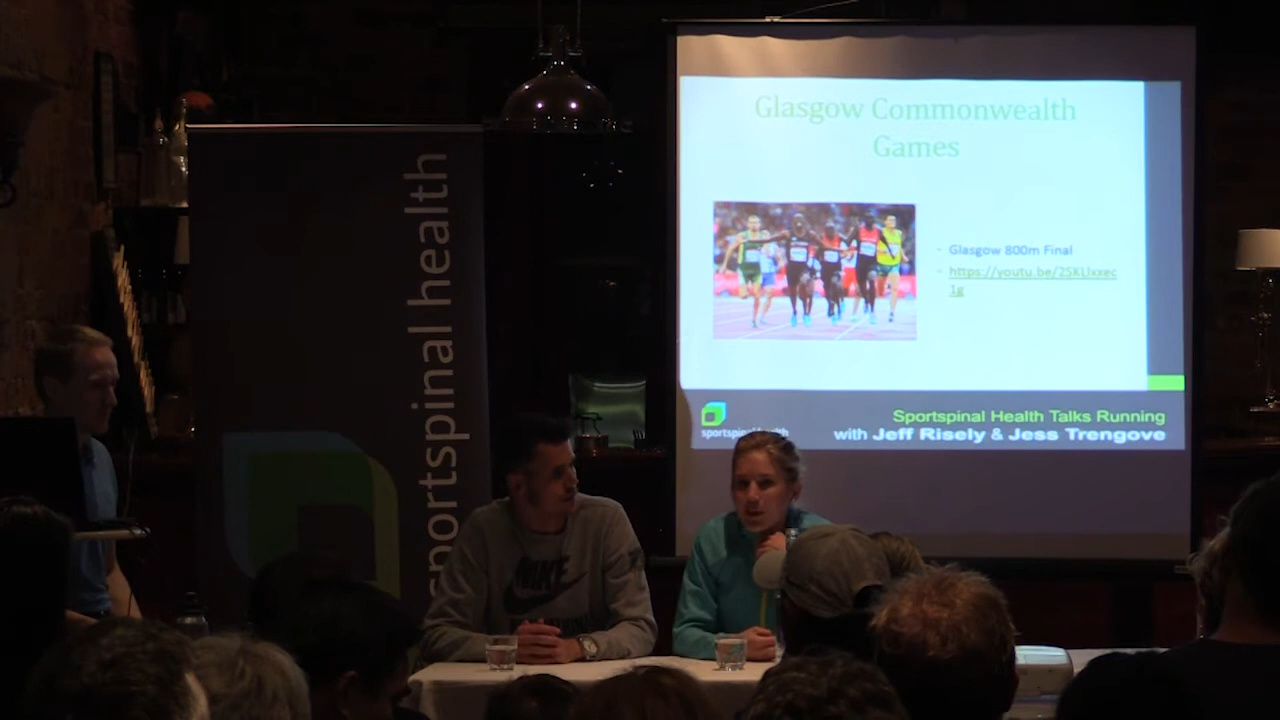 Glasgow Commonwealth
Games
- Glasgow 800m Final
sportspinal health
Sportspinal Health Talks Running
with Jeff Risely & Jess Trengove
sportspinal health
NIKE